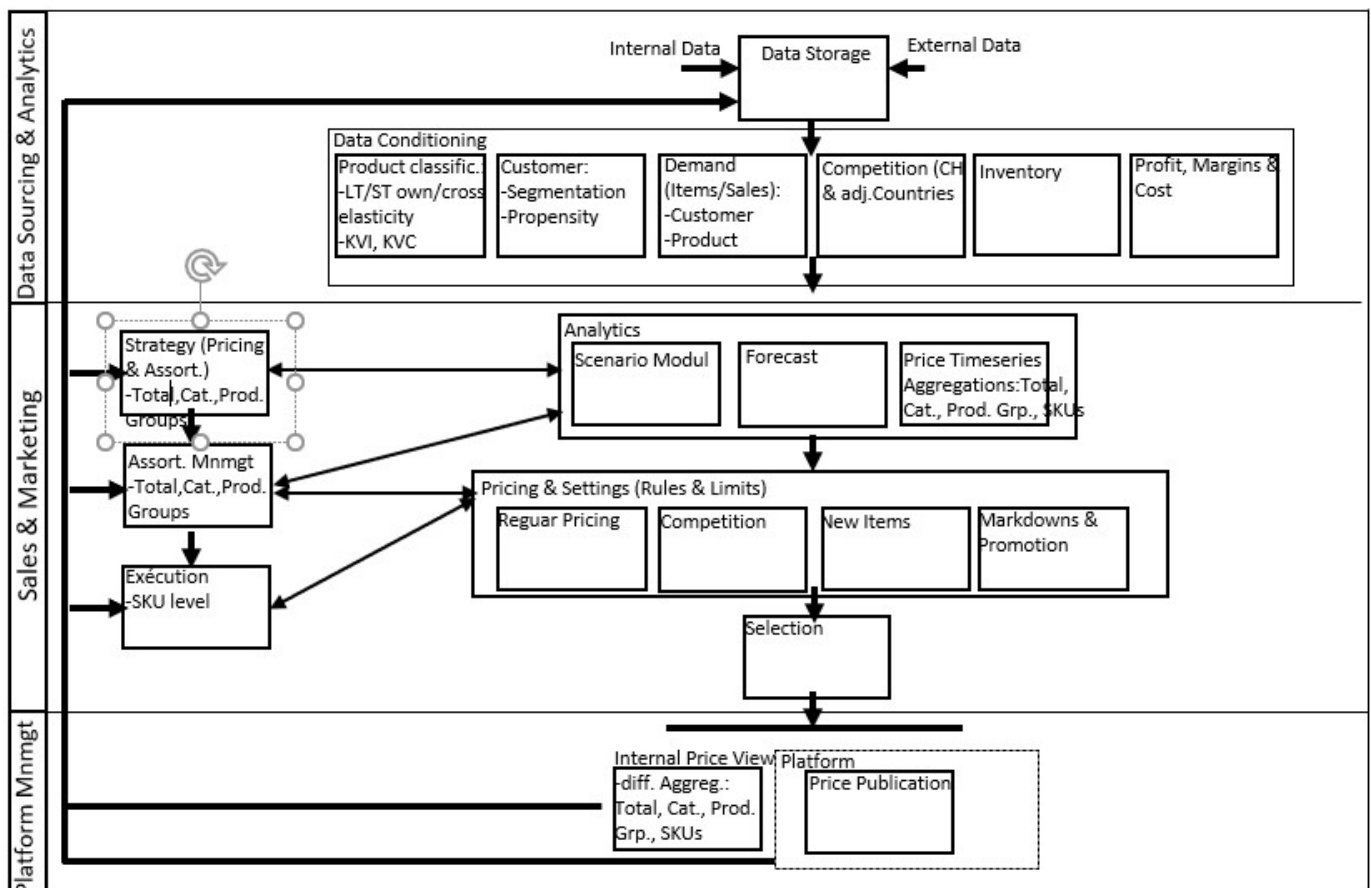 Data Sourcing & Analytics
Internal Data
Data Storage
External Data
Data Conditioning
Product classific.:
-LT/ST own/cross
elasticity
-KVI, KVC
Customer:
-Segmentation
-Propensity
Demand
(Items/Sales):
-Customer
-Product
Competition (CH
& adj.Countries
Inventory
Profit, Margins &
Cost
Sales & Marketing
Strategy (Pricing
& Assort.)
-Total,Cat.,Prod.
Groups
Assort. Mnmgt
-Total,Cat.,Prod.
Groups
Exécution
-SKU level
Analytics
Scenario Modul
Forecast
Price Timeseries
Aggregations:Total,
Cat., Prod. Grp., SKUs
Pricing & Settings (Rules & Limits)
Reguar Pricing
Competition
New Items
Markdowns &
Promotion
Selection
Platform Mnmgt
Internal Price View
-diff. Aggreg.:
Total, Cat., Prod.
Grp., SKUs
Platform
Price Publication